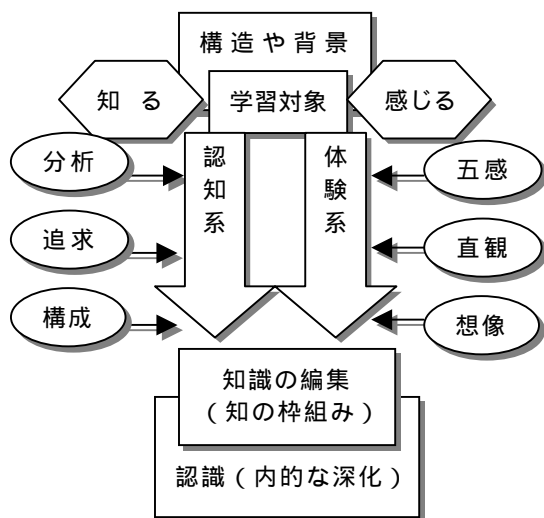 構造や背景
知る
学習対象
感じる
分析
認知系
体験系
五感
追求
直観
構成
想像
知識の編集
（知の枠組み）
認識（内的な深化）